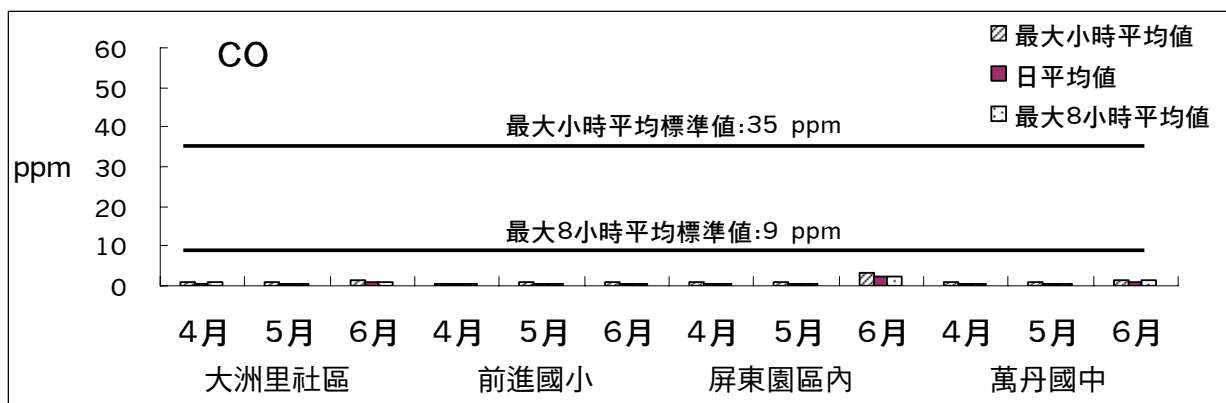 CO
最大小時平均值
日平均值
最大8小時平均值
ppm
60
50
40
30
20
10
0
最大小時平均標準值:35 ppm
最大8小時平均標準值:9 ppm
4月 5月 6月 4月 5月 6月 4月 5月 6月 4月 5月 6月
大洲里社區 前進國小 屏東園區內 萬丹國中